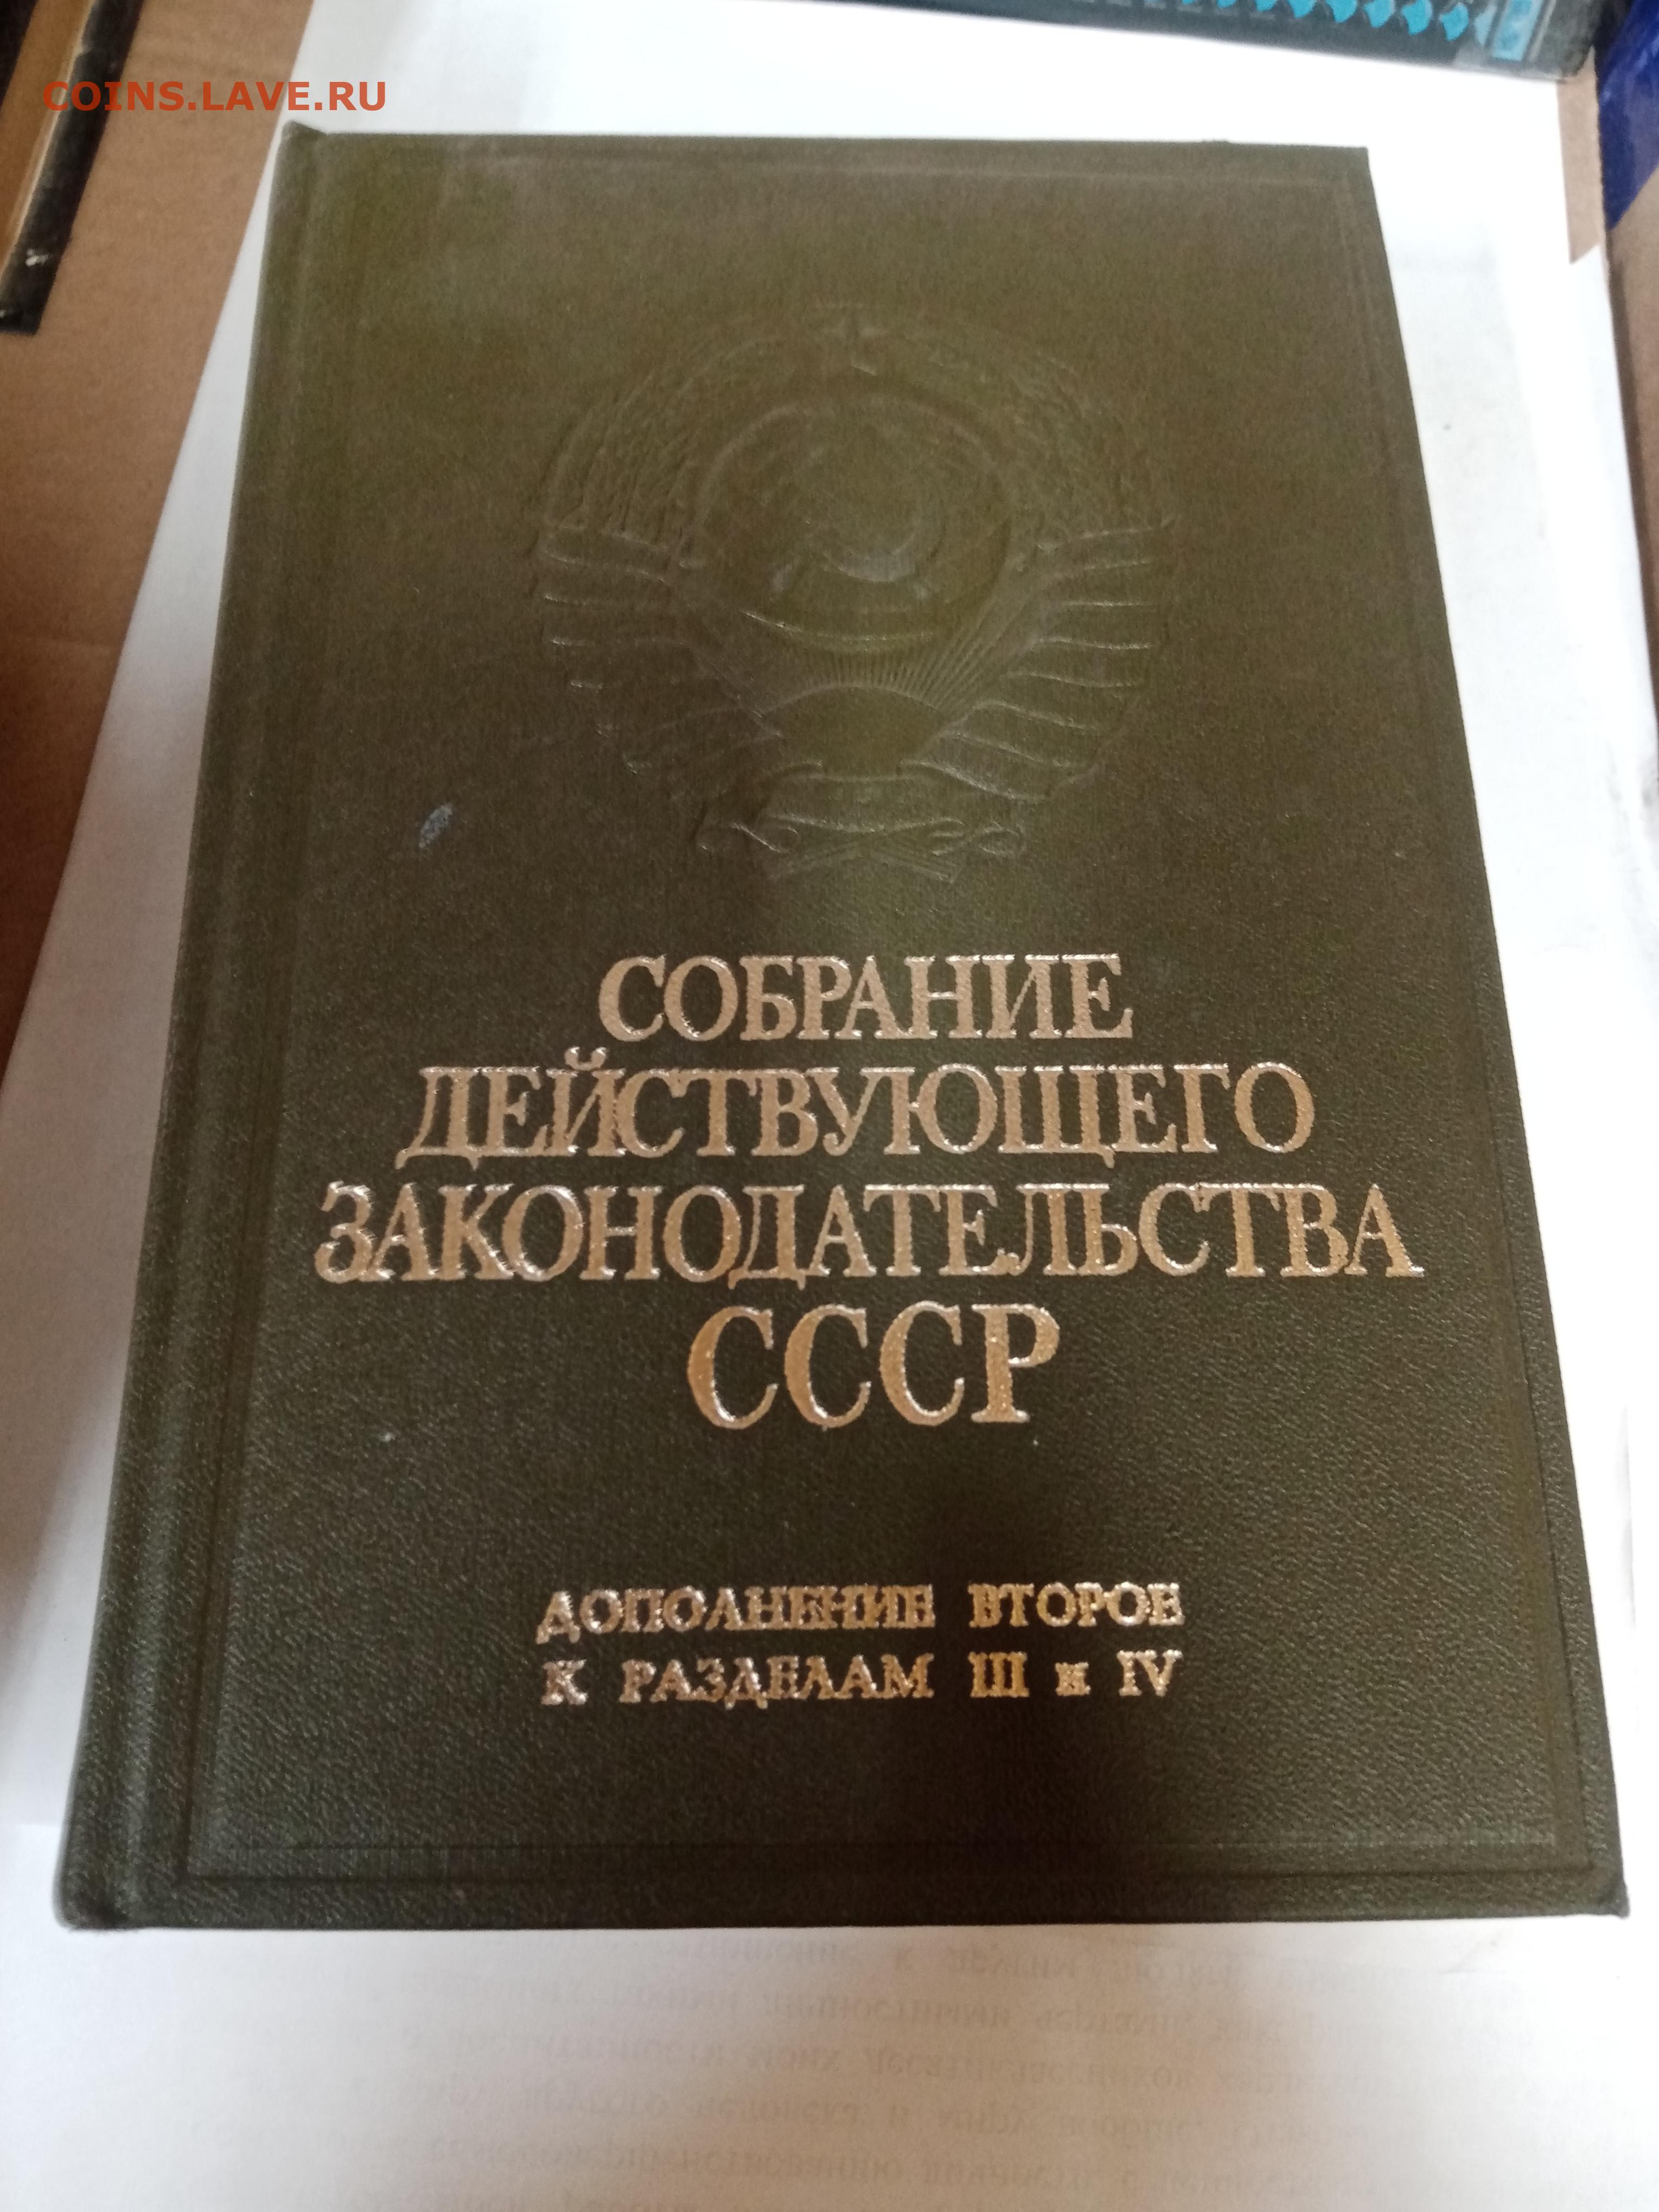 COINS.LAVE.RU
СОБРАНИЕ
ДЕЙСТВУЮЩЕГО
ЗАКОНОДАТЕЛЬСТВА
СССР
ДОПОЛНЕНИЕ ВТОРОЕ
К РАЗДЕЛАМ III и IV